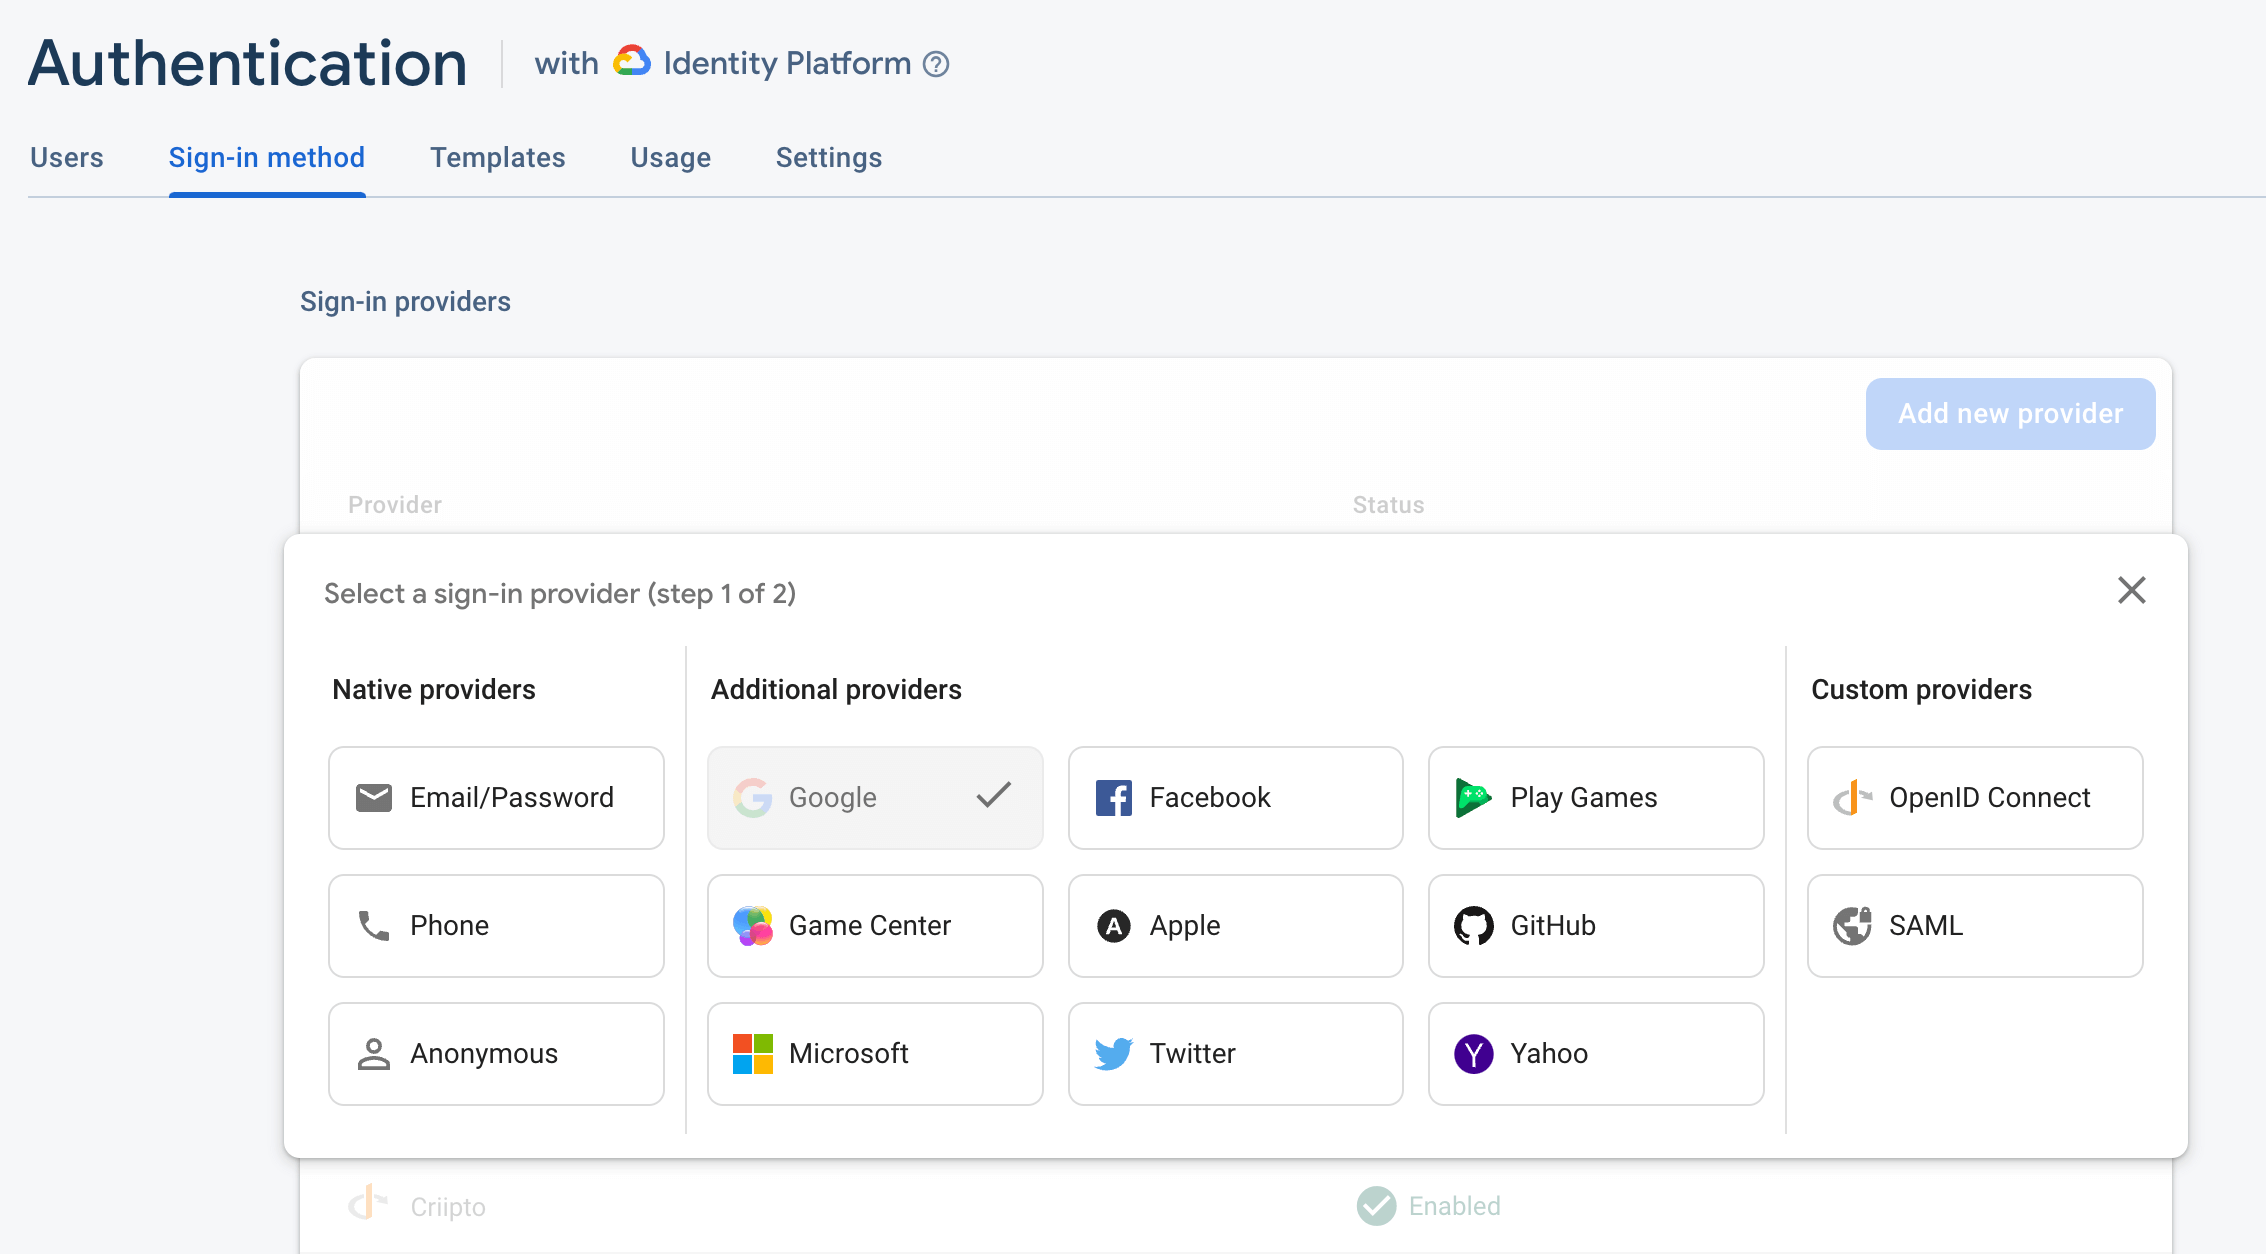 Authentication with Identity Platform
Users Sign-in method Templates Usage Settings
Sign-in providers
Add new provider
Provider Status
Select a sign-in provider (step 1 of 2)
Native providers Additional providers Custom providers
Email/Password Google Facebook Play Games OpenID Connect
Phone Game Center Apple GitHub SAML
Anonymous Microsoft Twitter Yahoo
Criipto Enabled